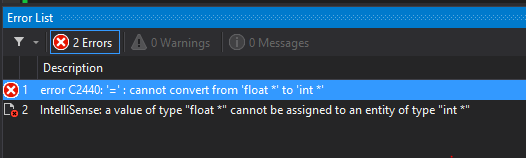 Error List
2 Errors
0 Warnings
0 Messages
Description
1 error C2440: '=' : cannot convert from 'float *' to 'int *'
2 IntelliSense: a value of type "float *" cannot be assigned to an entity of type "int *"